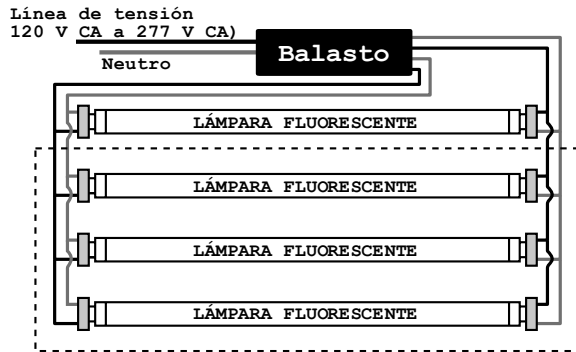 Línea de tensión
120 V CA a 277 V CA)
Neutro
Balasto
LÁMPARA FLUORESCENTE
LÁMPARA FLUORESCENTE
LÁMPARA FLUORESCENTE
LÁMPARA FLUORESCENTE